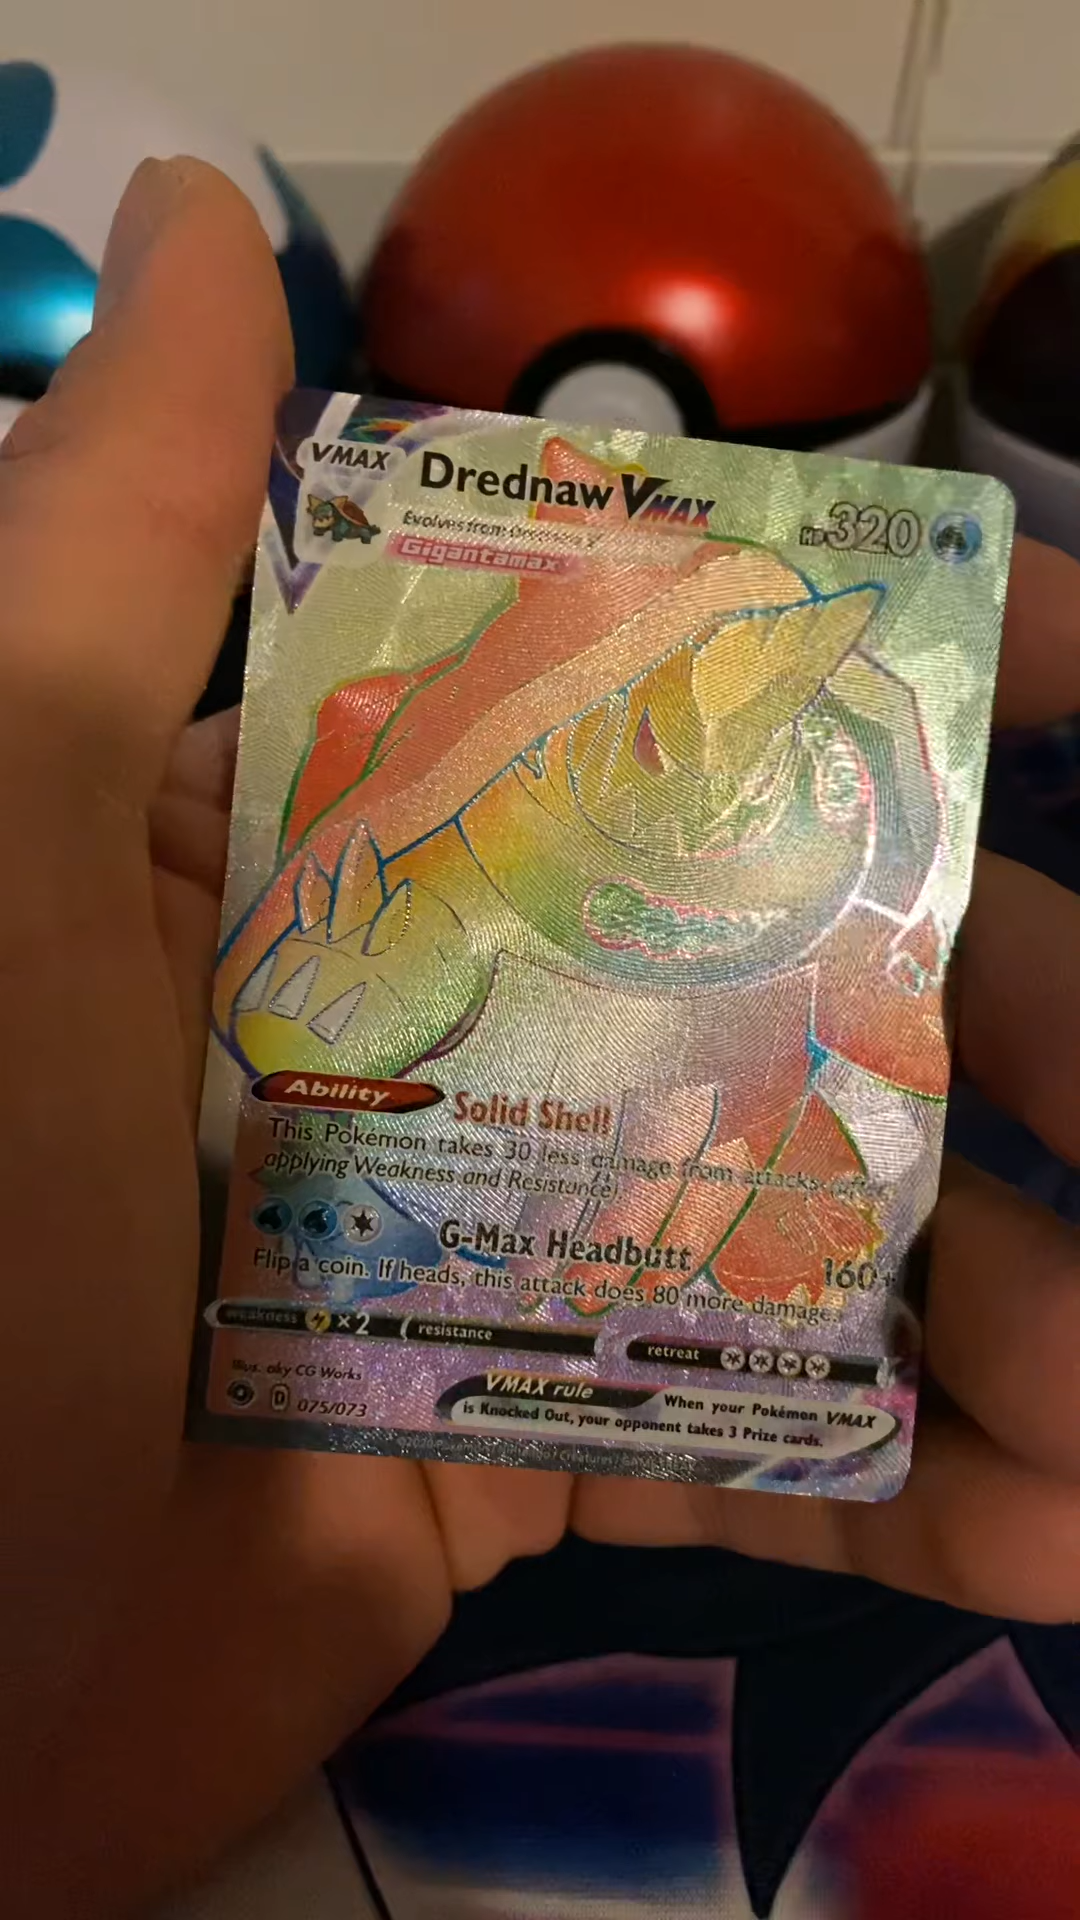 VMAX
Drednaw VMAX
HP 320
Evolves from Drednaw V
Gigantamax
Ability Solid Shell
This Pokémon takes 30 less damage from attacks (after
applying Weakness and Resistance).
G-Max Headbutt
160+
Flip a coin. If heads, this attack does 80 more damage.
weakness ×2 resistance
retreat
Illus. aky CG Works
D 075/073
VMAX rule When your Pokémon VMAX
is Knocked Out, your opponent takes 3 Prize cards.